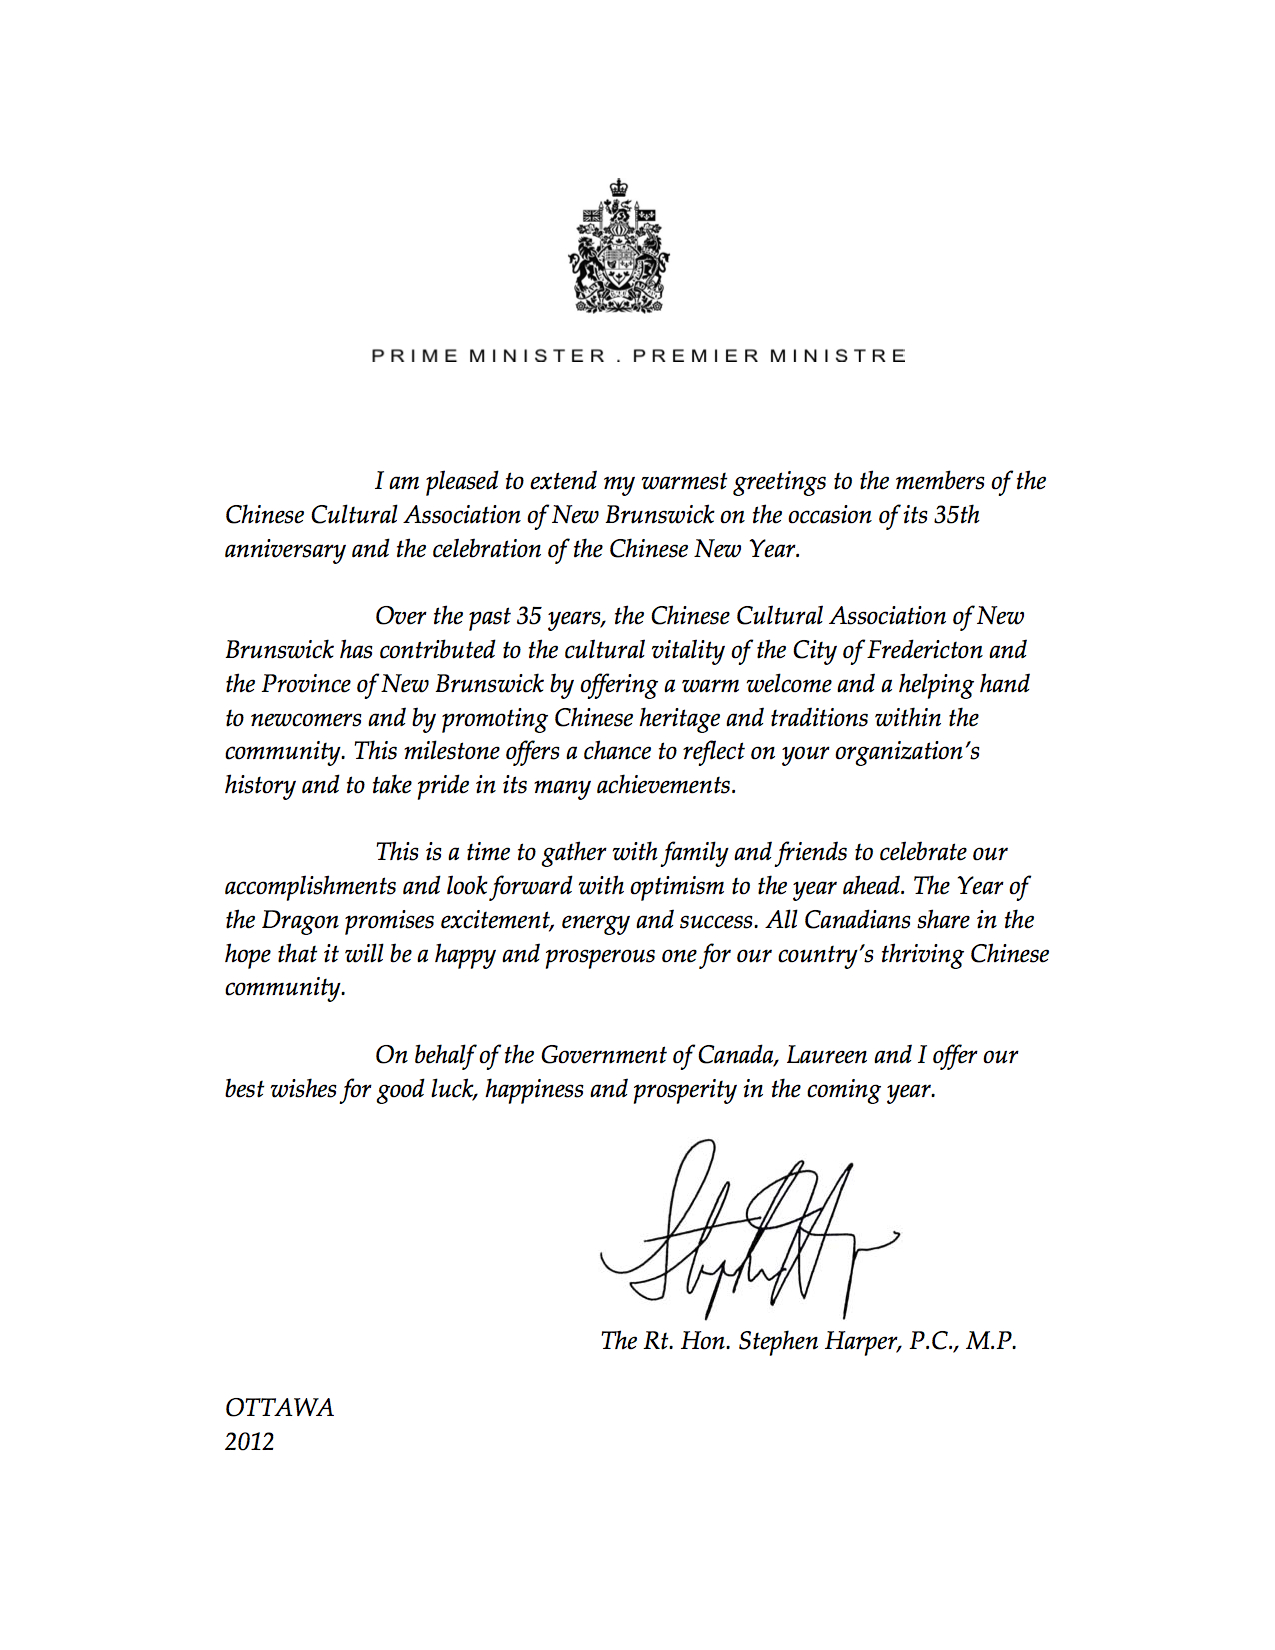 PRIME MINISTER . PREMIER MINISTRE
I am pleased to extend my warmest greetings to the members of the
Chinese Cultural Association of New Brunswick on the occasion of its 35th
anniversary and the celebration of the Chinese New Year.
Over the past 35 years, the Chinese Cultural Association of New
Brunswick has contributed to the cultural vitality of the City of Fredericton and
the Province of New Brunswick by offering a warm welcome and a helping hand
to newcomers and by promoting Chinese heritage and traditions within the
community. This milestone offers a chance to reflect on your organization’s
history and to take pride in its many achievements.
This is a time to gather with family and friends to celebrate our
accomplishments and look forward with optimism to the year ahead. The Year of
the Dragon promises excitement, energy and success. All Canadians share in the
hope that it will be a happy and prosperous one for our country’s thriving Chinese
community.
On behalf of the Government of Canada, Laureen and I offer our
best wishes for good luck, happiness and prosperity in the coming year.
The Rt. Hon. Stephen Harper, P.C., M.P.
OTTAWA
2012